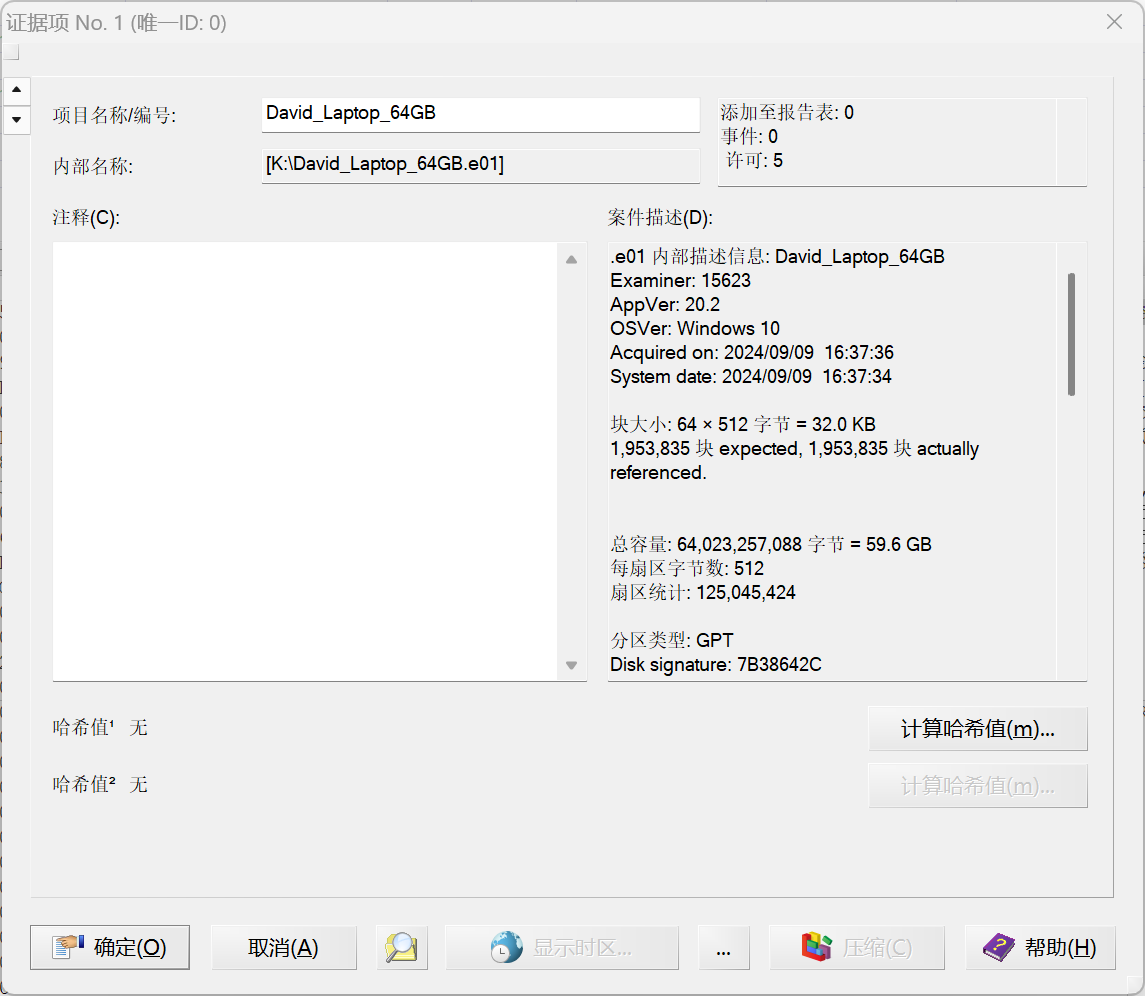 证据项 No. 1 (唯一ID: 0)
项目名称/编号:
David_Laptop_64GB
添加至报告表: 0
事件: 0
许可: 5
内部名称:
[K:\David_Laptop_64GB.e01]
注释(C):
案件描述(D):
.e01 内部描述信息: David_Laptop_64GB
Examiner: 15623
AppVer: 20.2
OSVer: Windows 10
Acquired on: 2024/09/09  16:37:36
System date: 2024/09/09  16:37:34
块大小: 64 × 512 字节 = 32.0 KB
1,953,835 块 expected, 1,953,835 块 actually
referenced.
总容量: 64,023,257,088 字节 = 59.6 GB
每扇区字节数: 512
扇区统计: 125,045,424
分区类型: GPT
Disk signature: 7B38642C
哈希值¹ 无
计算哈希值(m)...
哈希值² 无
计算哈希值(m)...
确定(O)
取消(A)
显示时区...
...
压缩(C)
帮助(H)